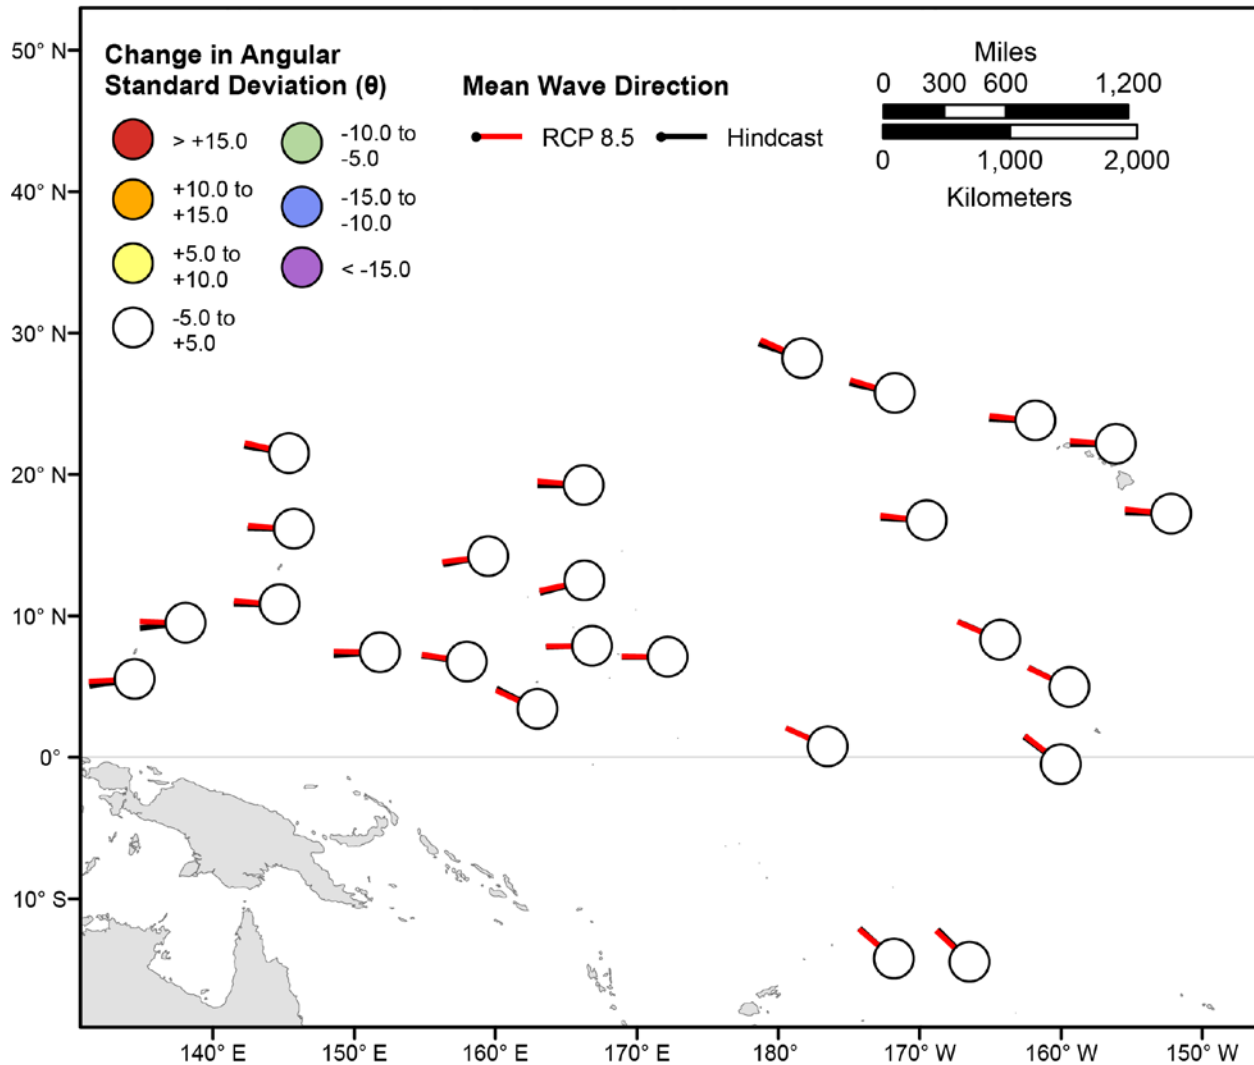 Change in Angular
Standard Deviation (θ)
> +15.0
+10.0 to
+15.0
+5.0 to
+10.0
-5.0 to
+5.0
-10.0 to
-5.0
-15.0 to
-10.0
< -15.0
Mean Wave Direction
RCP 8.5 Hindcast
Miles
0 300 600 1,200
0 1,000 2,000
Kilometers
50° N
40° N
30° N
20° N
10° N
0°
10° S
140° E 150° E 160° E 170° E 180° 170° W 160° W 150° W